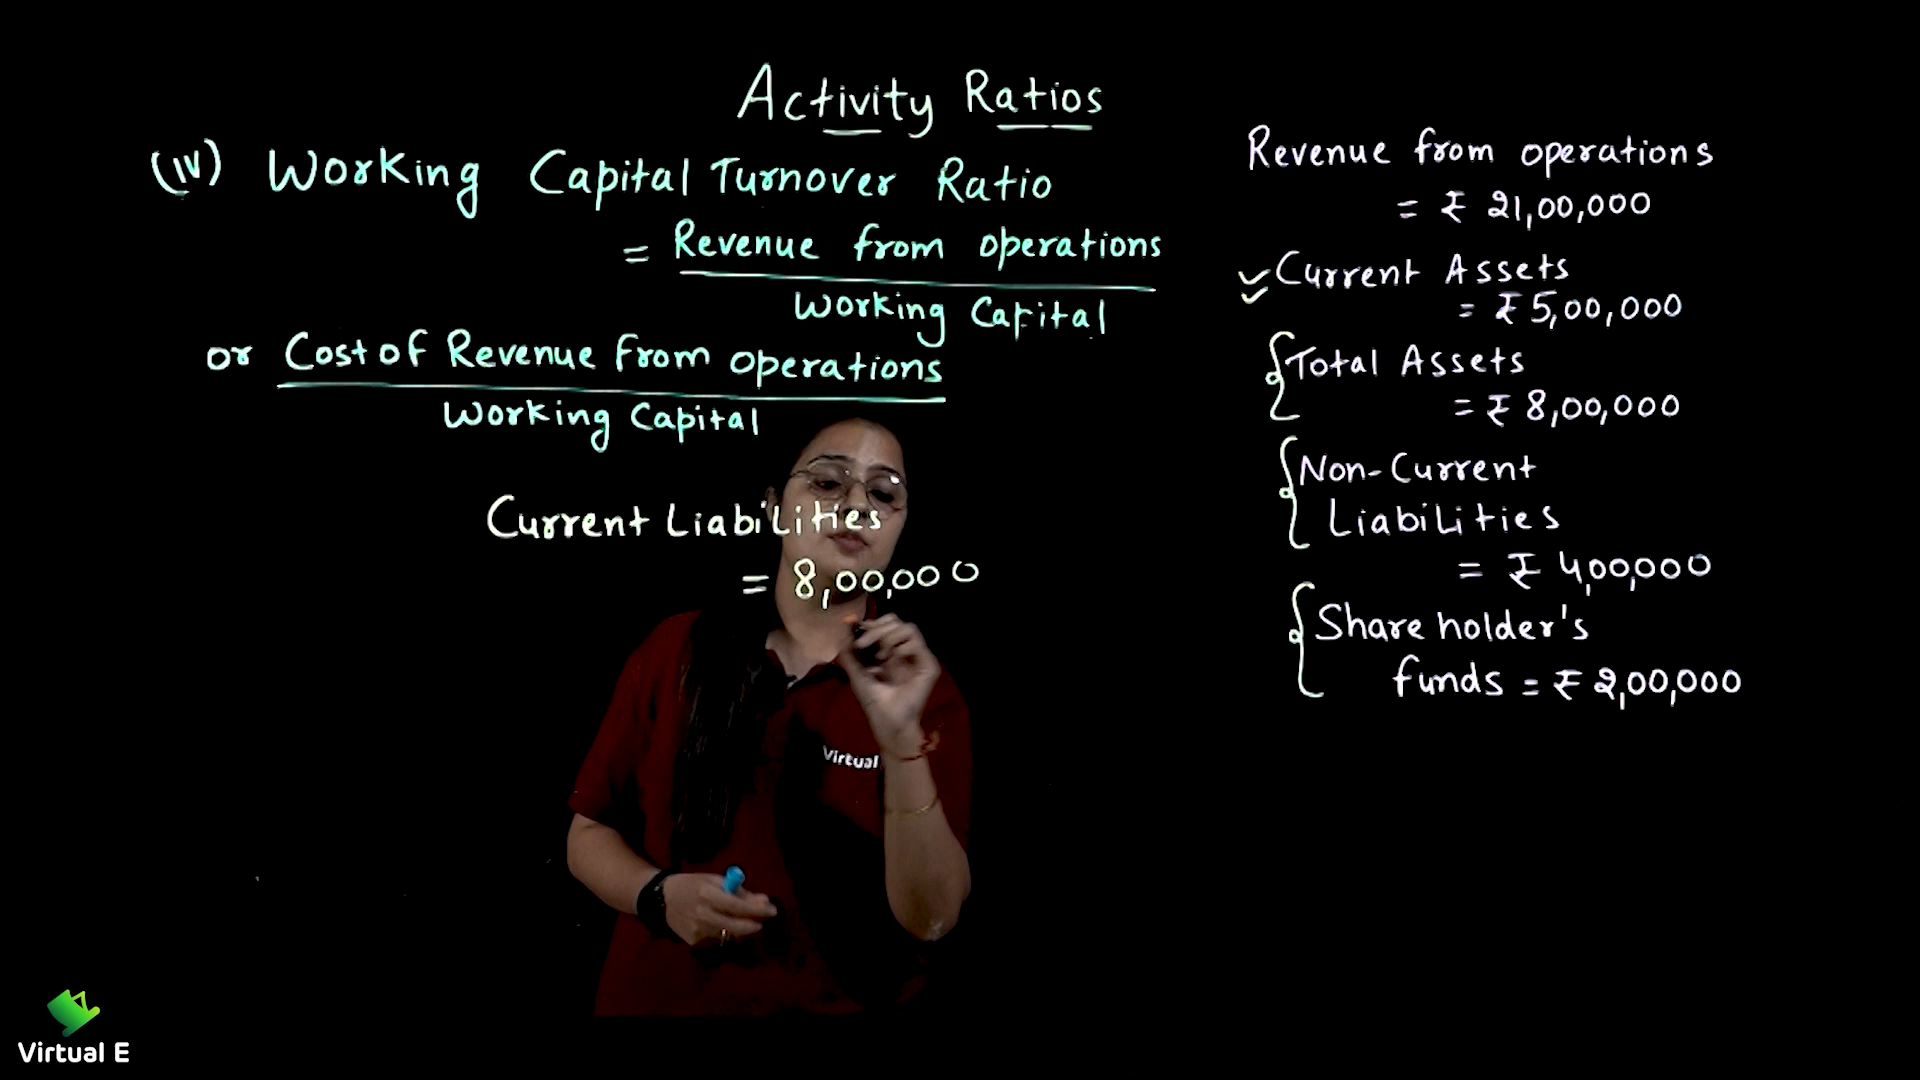 Activity Ratios
(iv) Working Capital Turnover Ratio
= Revenue from operations
Working Capital
or Cost of Revenue from operations
Working Capital
Current Liabilities
= 8,00,000
Revenue from operations
= ₹ 21,00,000
Current Assets
= ₹ 5,00,000
Total Assets
= ₹ 8,00,000
Non-Current
Liabilities
= ₹ 4,00,000
Share holder's
funds = ₹ 2,00,000
Virtual
Virtual E